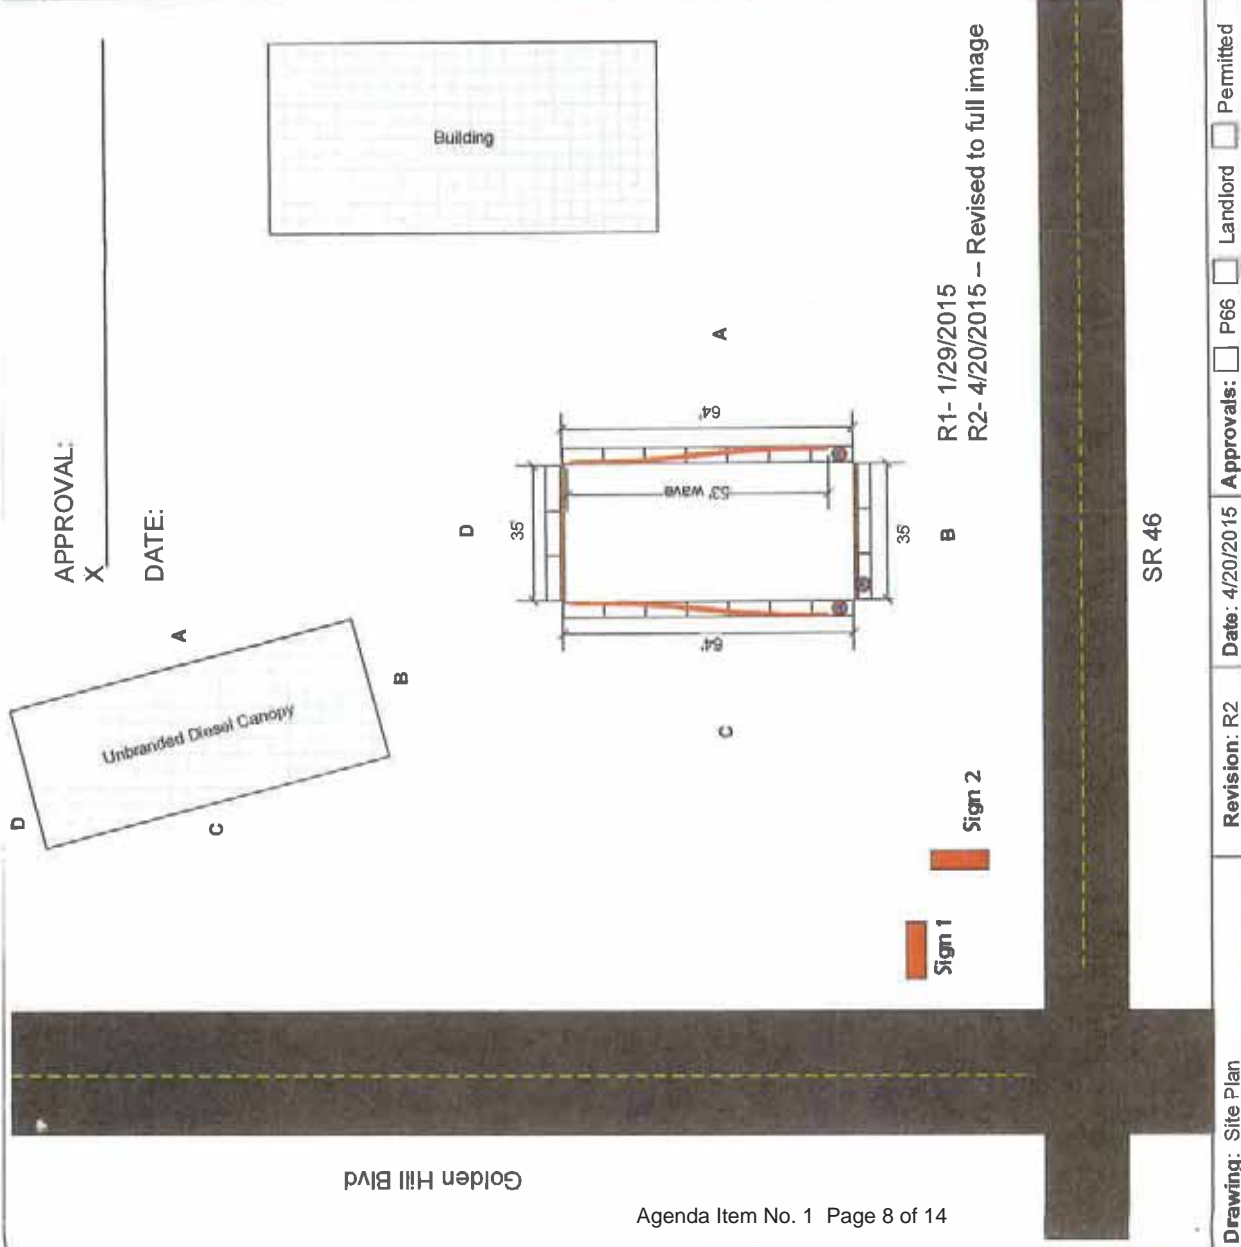 APPROVAL:
X
DATE:
Building
Unbranded Diesel Canopy
D
A
B
C
D
A
B
C
35'
35'
64'
64'
53' wave
R1- 1/29/2015
R2- 4/20/2015 – Revised to full image
Sign 1
Sign 2
SR 46
Golden Hill Blvd
Drawing: Site Plan
Revision: R2
Date: 4/20/2015
Approvals: P66 Landlord Permitted
Agenda Item No. 1 Page 8 of 14